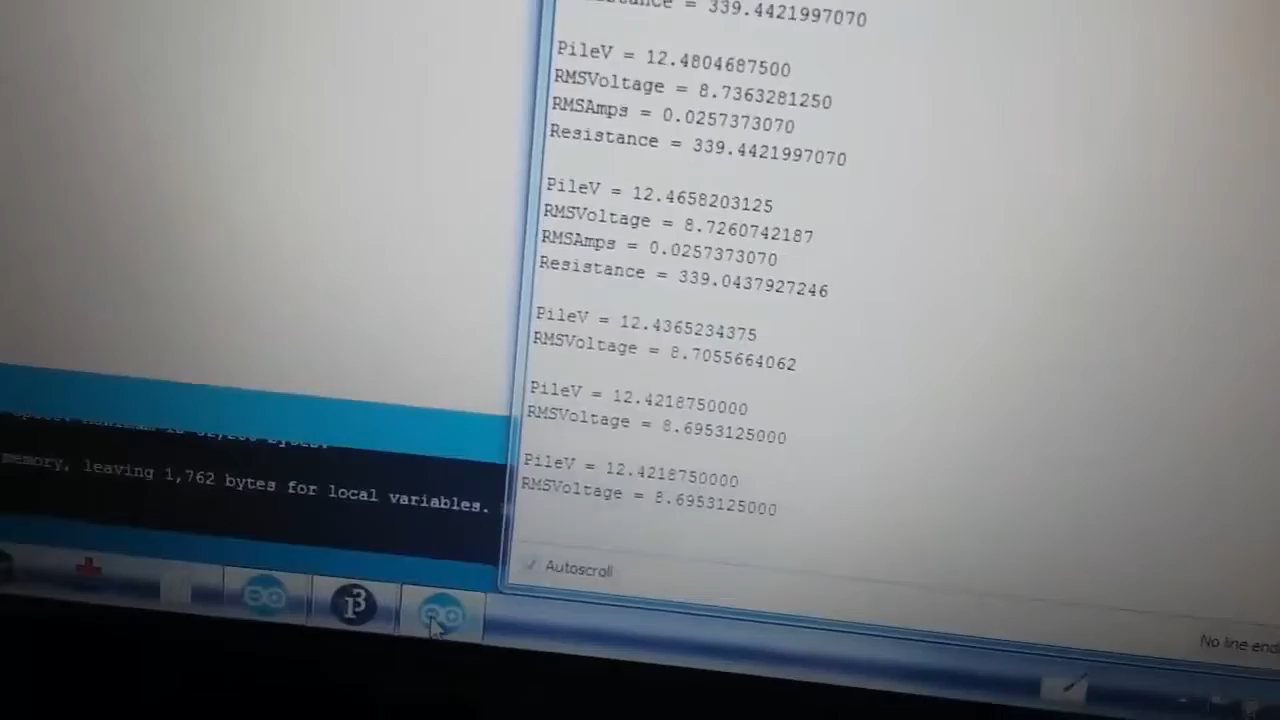 = 339.4421997070
PileV = 12.4804687500
RMSVoltage = 8.7363281250
RMSAmps = 0.0257373070
Resistance = 339.4421997070
PileV = 12.4658203125
RMSVoltage = 8.7260742187
RMSAmps = 0.0257373070
Resistance = 339.0437927246
PileV = 12.4365234375
RMSVoltage = 8.7055664062
PileV = 12.4218750000
RMSVoltage = 8.6953125000
PileV = 12.4218750000
RMSVoltage = 8.6953125000
bytes.
memory, leaving 1,762 bytes for local variables.
Autoscroll
No line